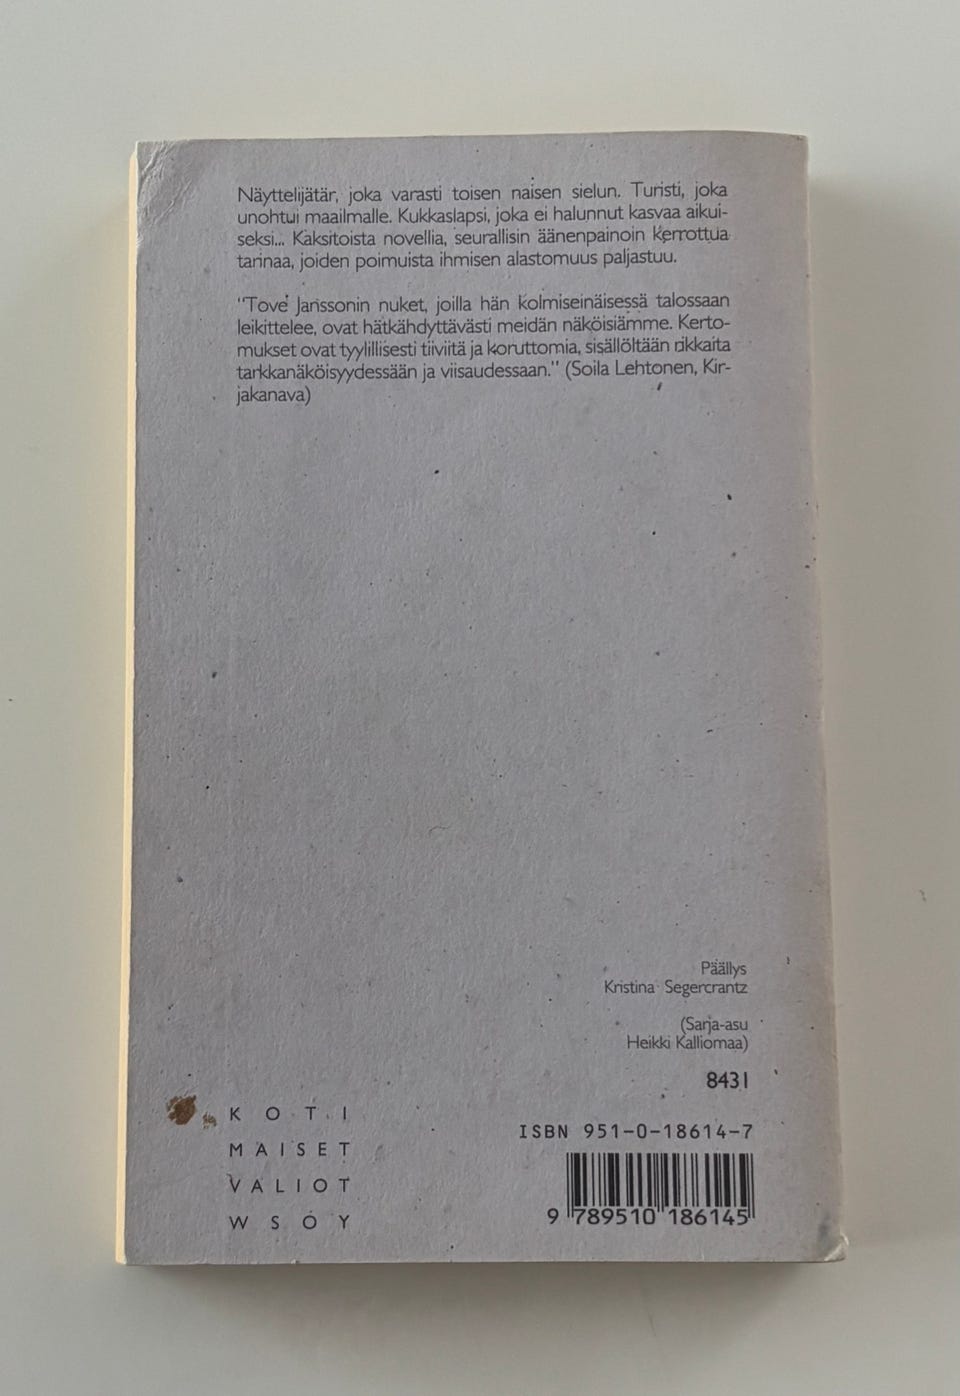 Näyttelijätär, joka varasti toisen naisen sielun. Turisti, joka
unohtui maailmalle. Kukkaslapsi, joka ei halunnut kasvaa aikui-
seksi... Kaksitoista novellia, seurallisin äänenpainoin kerrottua
tarinaa, joiden poimuista ihmisen alastomuus paljastuu.
"Tove Janssonin nuket, joilla hän kolmiseinäisessä talossaan
leikittelee, ovat hätkähdyttävästi meidän näköisiämme. Kerto-
mukset ovat tyylillisesti tiiviitä ja koruttomia, sisällöltään rikkaita
tarkkanäköisyydessään ja viisaudessaan." (Soila Lehtonen, Kir-
jakanava)
Päällys
Kristina Segercrantz
(Sarja-asu
Heikki Kalliomaa)
8431
KOTI
MAISET
VALIOT
WSOY
ISBN 951-0-18614-7
9 789510 186145